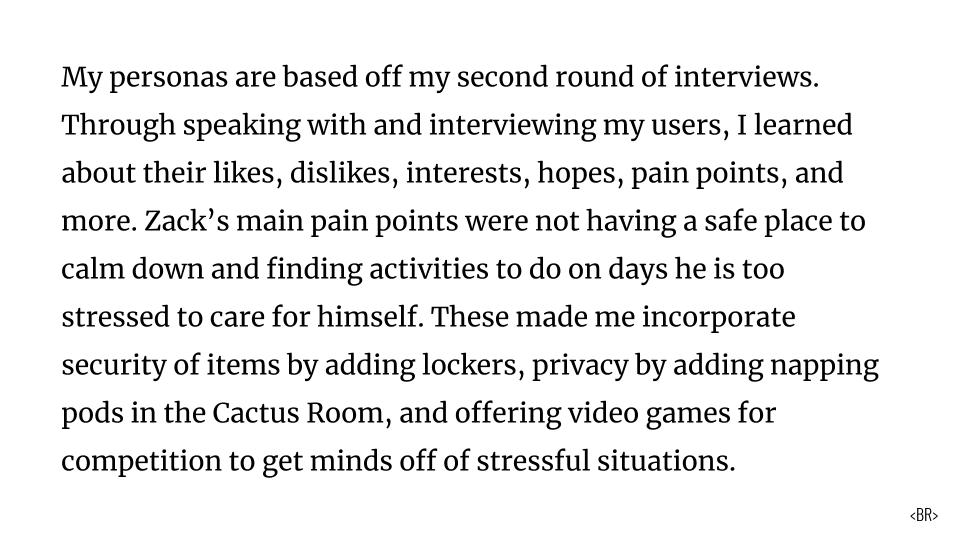 My personas are based off my second round of interviews.
Through speaking with and interviewing my users, I learned
about their likes, dislikes, interests, hopes, pain points, and
more. Zack’s main pain points were not having a safe place to
calm down and finding activities to do on days he is too
stressed to care for himself. These made me incorporate
security of items by adding lockers, privacy by adding napping
pods in the Cactus Room, and offering video games for
competition to get minds off of stressful situations.
<BR>